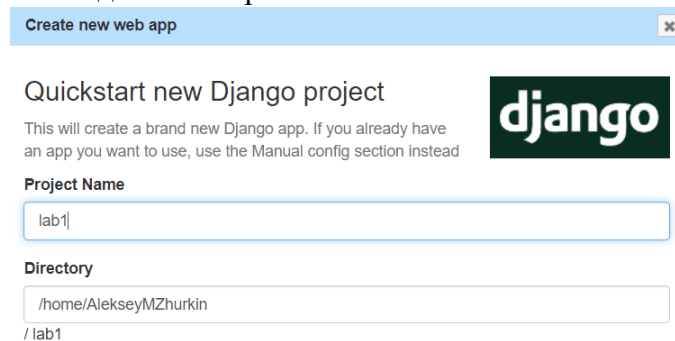 Create new web app
Quickstart new Django project
django
This will create a brand new Django app. If you already have
an app you want to use, use the Manual config section instead
Project Name
lab1
Directory
/home/AlekseyMZhurkin
/ lab1